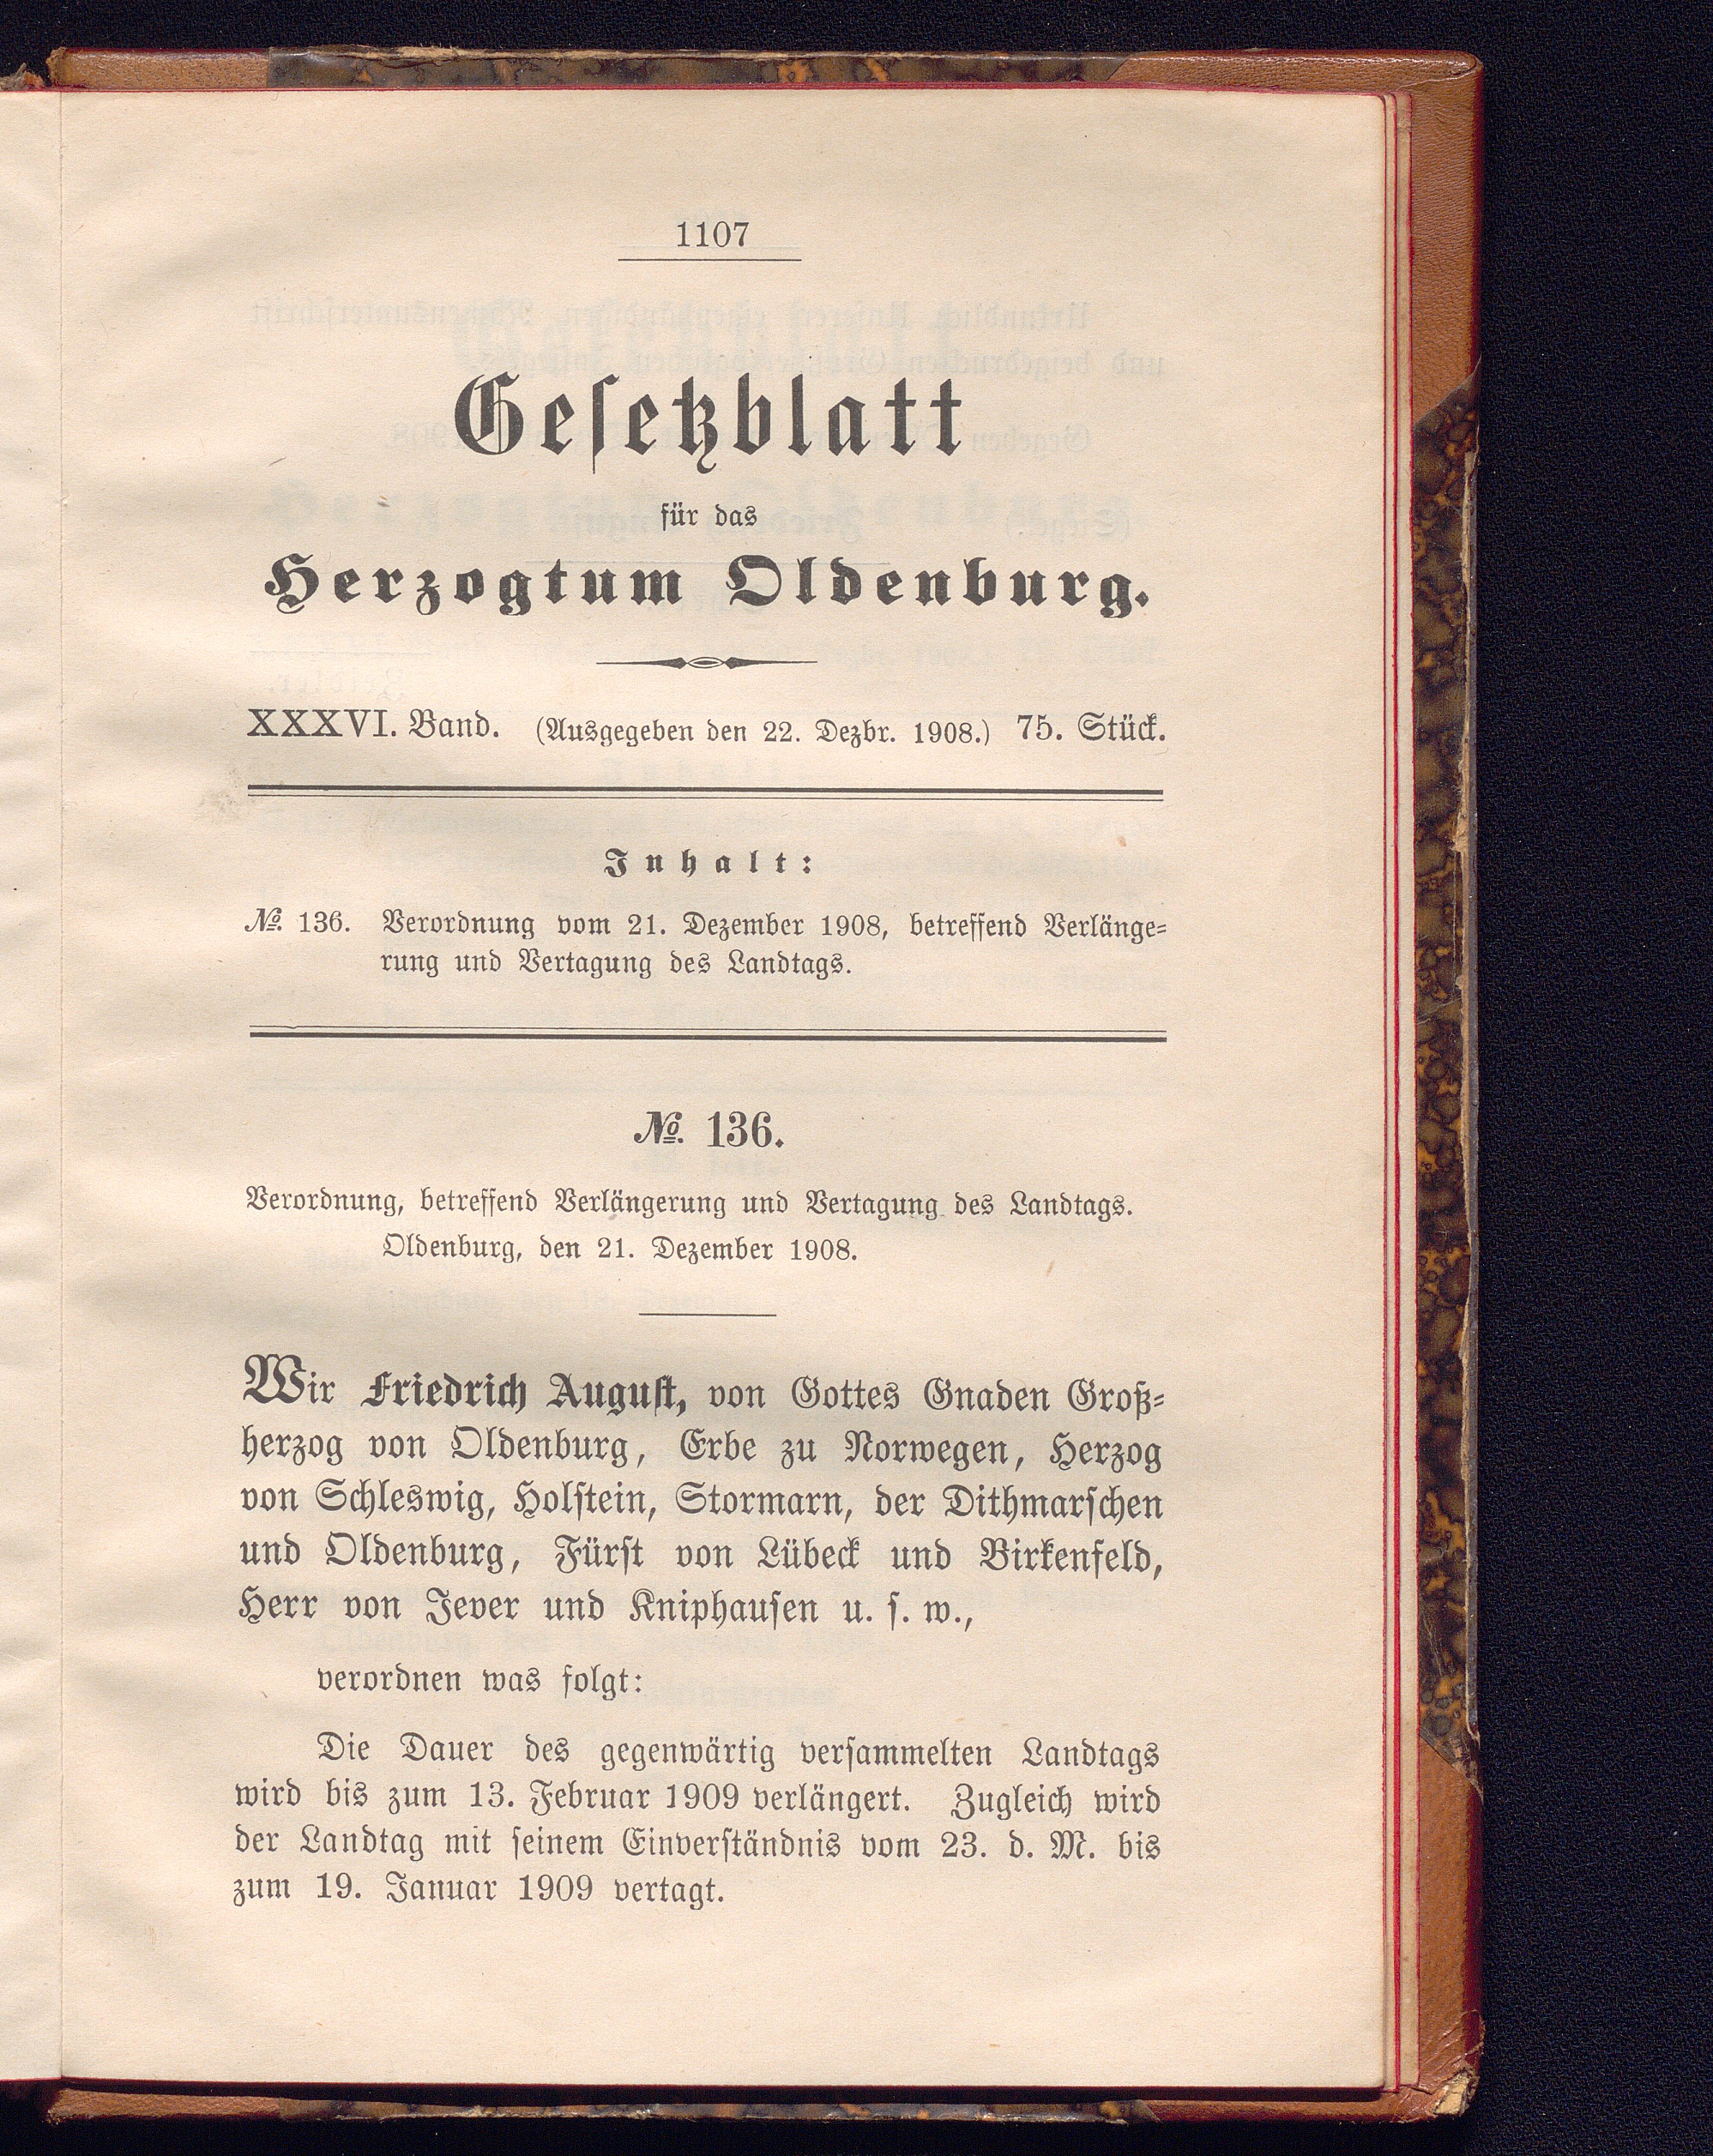 1107
Gesetzblatt
für das
Herzogtum Oldenburg.
XXXVI. Band. (Ausgegeben den 22. Dezbr. 1908.) 75. Stück.
Inhalt:
№ 136. Verordnung vom 21. Dezember 1908, betreffend Verlänge-
rung und Vertagung des Landtags.
№ 136.
Verordnung, betreffend Verlängerung und Vertagung des Landtags.
Oldenburg, den 21. Dezember 1908.
Wir Friedrich August, von Gottes Gnaden Groß-
herzog von Oldenburg, Erbe zu Norwegen, Herzog
von Schleswig, Holstein, Stormarn, der Dithmarschen
und Oldenburg, Fürst von Lübeck und Birkenfeld,
Herr von Jever und Kniphausen u. s. w.,
verordnen was folgt:
Die Dauer des gegenwärtig versammelten Landtags
wird bis zum 13. Februar 1909 verlängert. Zugleich wird
der Landtag mit seinem Einverständnis vom 23. d. M. bis
zum 19. Januar 1909 vertagt.